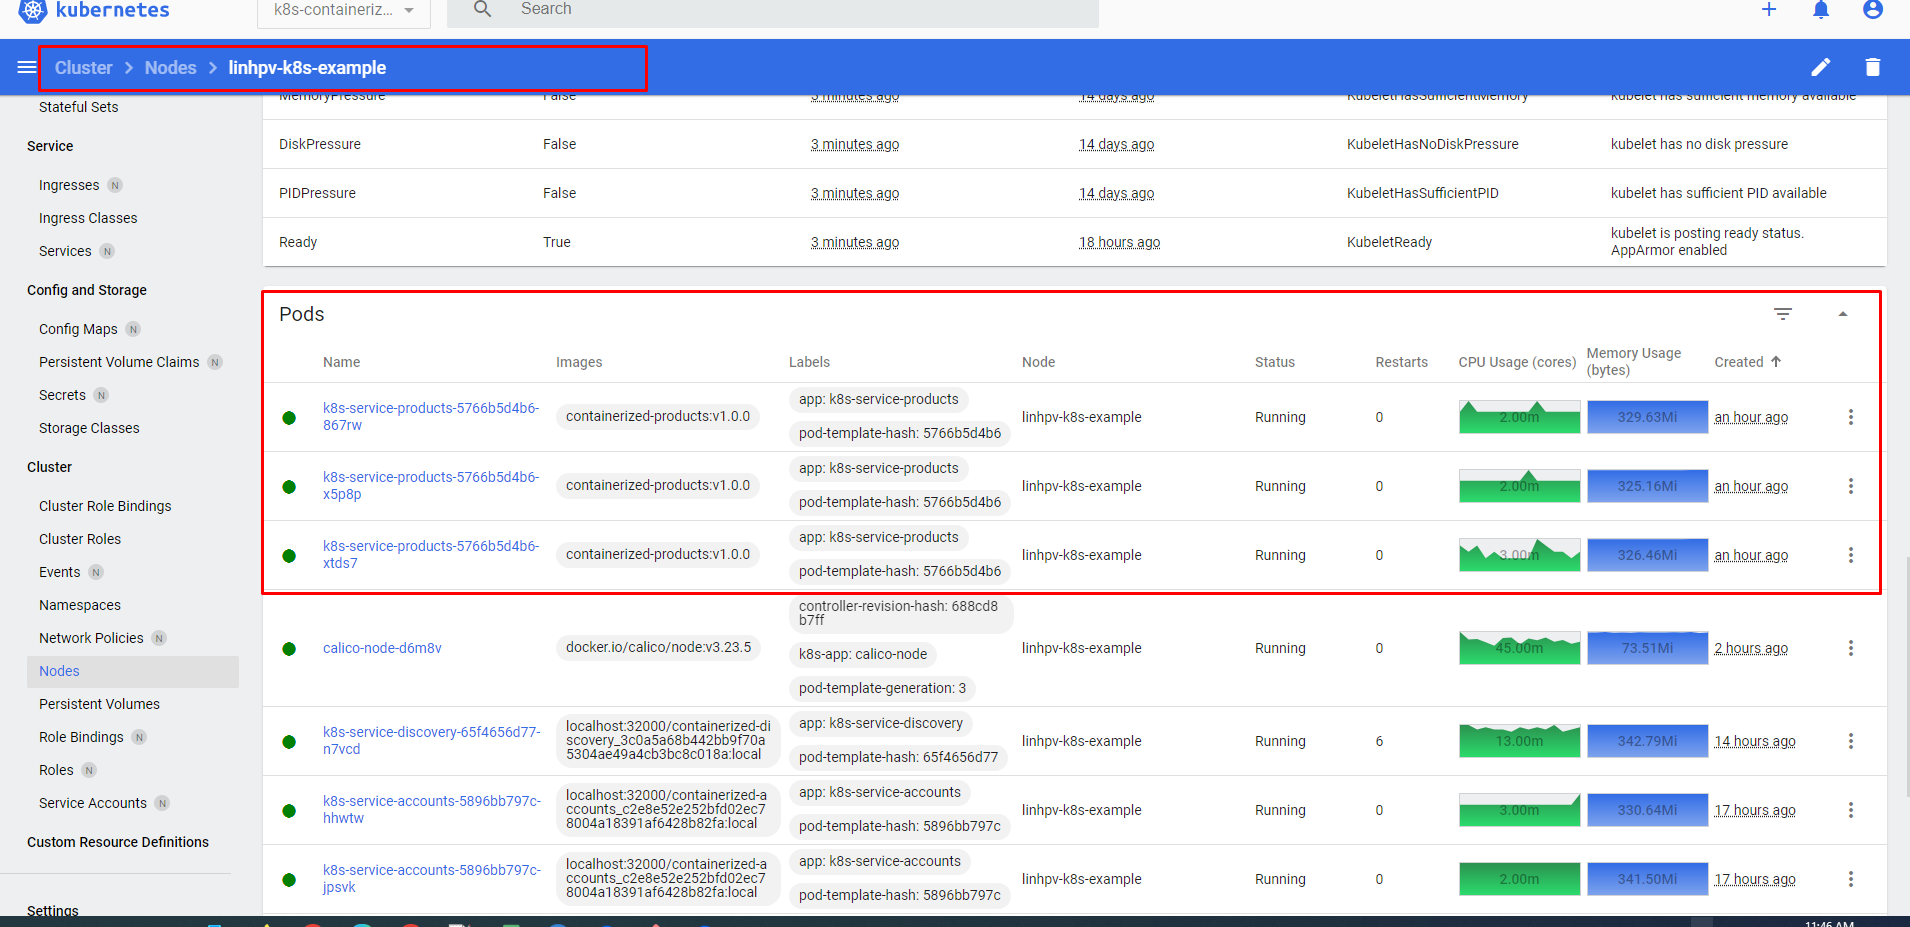 kubernetes
k8s-containeriz...
Search
Cluster > Nodes > linhpv-k8s-example
Stateful Sets
Service
Ingresses N
Ingress Classes
Services N
Config and Storage
Config Maps N
Persistent Volume Claims N
Secrets N
Storage Classes
Cluster
Cluster Role Bindings
Cluster Roles
Events N
Namespaces
Network Policies N
Nodes
Persistent Volumes
Role Bindings N
Roles N
Service Accounts N
Custom Resource Definitions
Settings
MemoryPressure False 3 minutes ago 14 days ago KubeletHasSufficientMemory kubelet has sufficient memory available
DiskPressure False 3 minutes ago 14 days ago KubeletHasNoDiskPressure kubelet has no disk pressure
PIDPressure False 3 minutes ago 14 days ago KubeletHasSufficientPID kubelet has sufficient PID available
Ready True 3 minutes ago 18 hours ago KubeletReady kubelet is posting ready status.
AppArmor enabled
Pods
Name Images Labels Node Status Restarts CPU Usage (cores) Memory Usage
(bytes) Created
k8s-service-products-5766b5d4b6-
867rw
containerized-products:v1.0.0
app: k8s-service-products
pod-template-hash: 5766b5d4b6
linhpv-k8s-example Running 0 2.00m 329.63Mi an hour ago
k8s-service-products-5766b5d4b6-
x5p8p
containerized-products:v1.0.0
app: k8s-service-products
pod-template-hash: 5766b5d4b6
linhpv-k8s-example Running 0 2.00m 325.16Mi an hour ago
k8s-service-products-5766b5d4b6-
xtds7
containerized-products:v1.0.0
app: k8s-service-products
pod-template-hash: 5766b5d4b6
linhpv-k8s-example Running 0 3.00m 326.46Mi an hour ago
calico-node-d6m8v
docker.io/calico/node:v3.23.5
controller-revision-hash: 688cd8
b7ff
k8s-app: calico-node
pod-template-generation: 3
linhpv-k8s-example Running 0 45.00m 73.51Mi 2 hours ago
k8s-service-discovery-65f4656d77-
n7vcd
localhost:32000/containerized-di
scovery_3c0a5a68b442bb9f70a
5304ae49a4cb3bc8c018a:local
app: k8s-service-discovery
pod-template-hash: 65f4656d77
linhpv-k8s-example Running 6 13.00m 342.79Mi 14 hours ago
k8s-service-accounts-5896bb797c-
hhwtw
localhost:32000/containerized-a
ccounts_c2e8e52e252bfd02ec7
8004a18391af6428b82fa:local
app: k8s-service-accounts
pod-template-hash: 5896bb797c
linhpv-k8s-example Running 0 3.00m 330.64Mi 17 hours ago
k8s-service-accounts-5896bb797c-
jpsvk
localhost:32000/containerized-a
ccounts_c2e8e52e252bfd02ec7
8004a18391af6428b82fa:local
app: k8s-service-accounts
pod-template-hash: 5896bb797c
linhpv-k8s-example Running 0 2.00m 341.50Mi 17 hours ago
11:46 AM